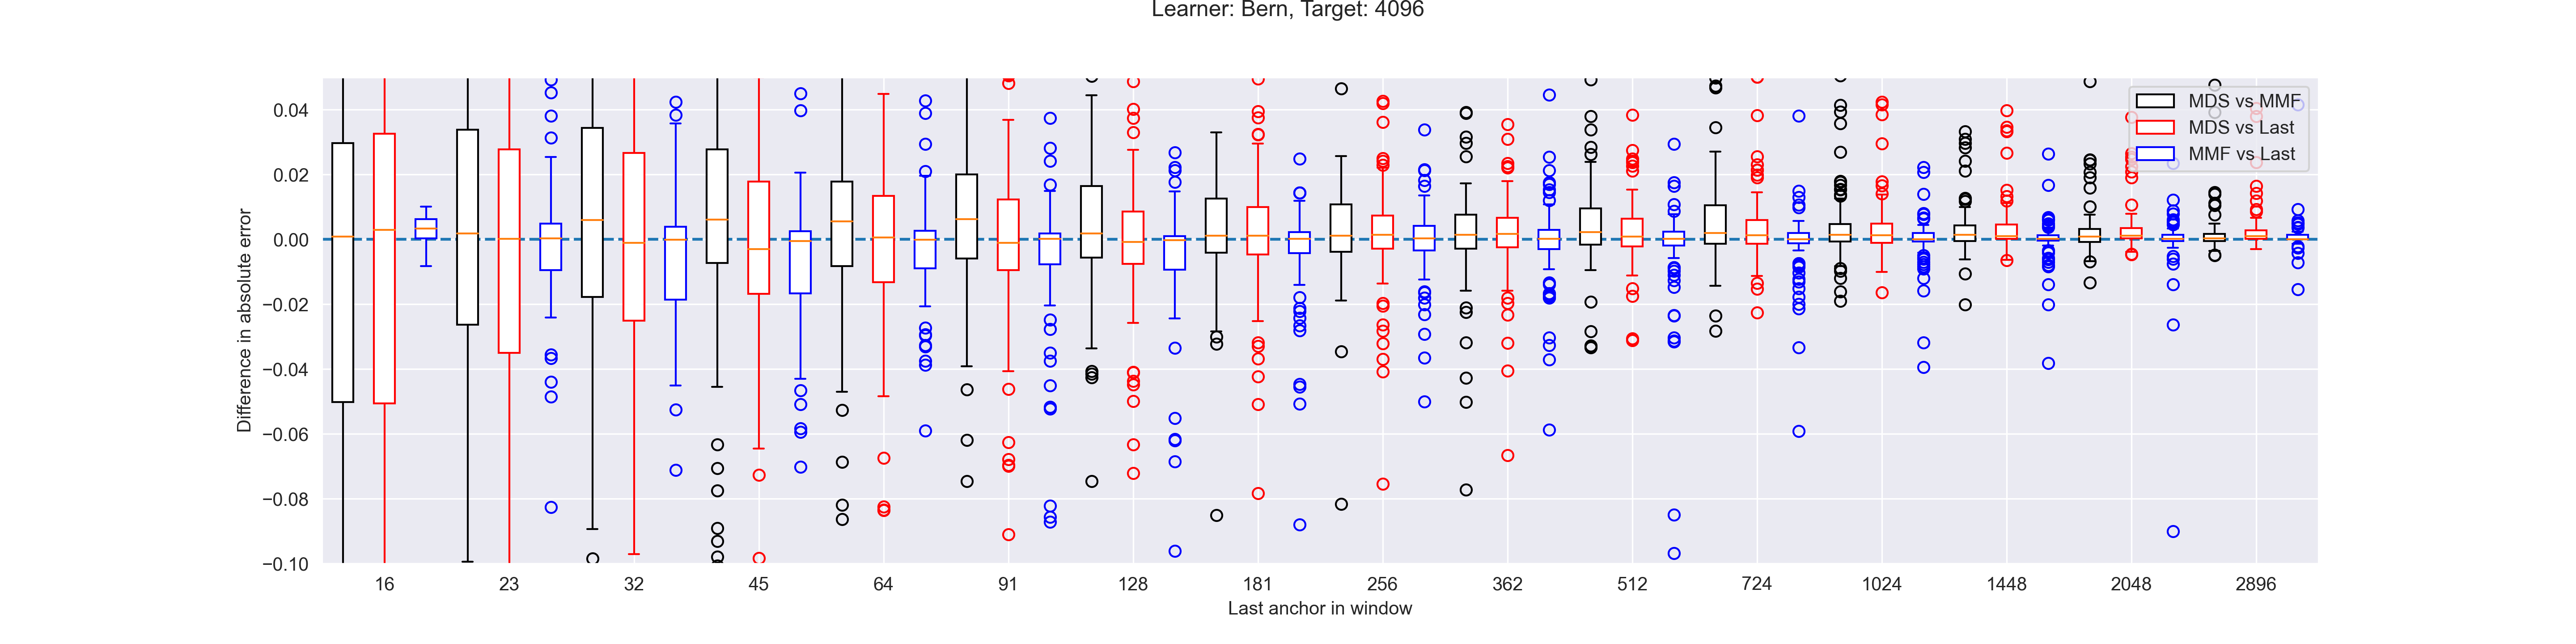 Learner: Bern, Target: 4096
Difference in absolute error
0.04
0.02
0.00
−0.02
−0.04
−0.06
−0.08
−0.10
MDS vs MMF
MDS vs Last
MMF vs Last
16 23 32 45 64 91 128 181 256 362 512 724 1024 1448 2048 2896
Last anchor in window